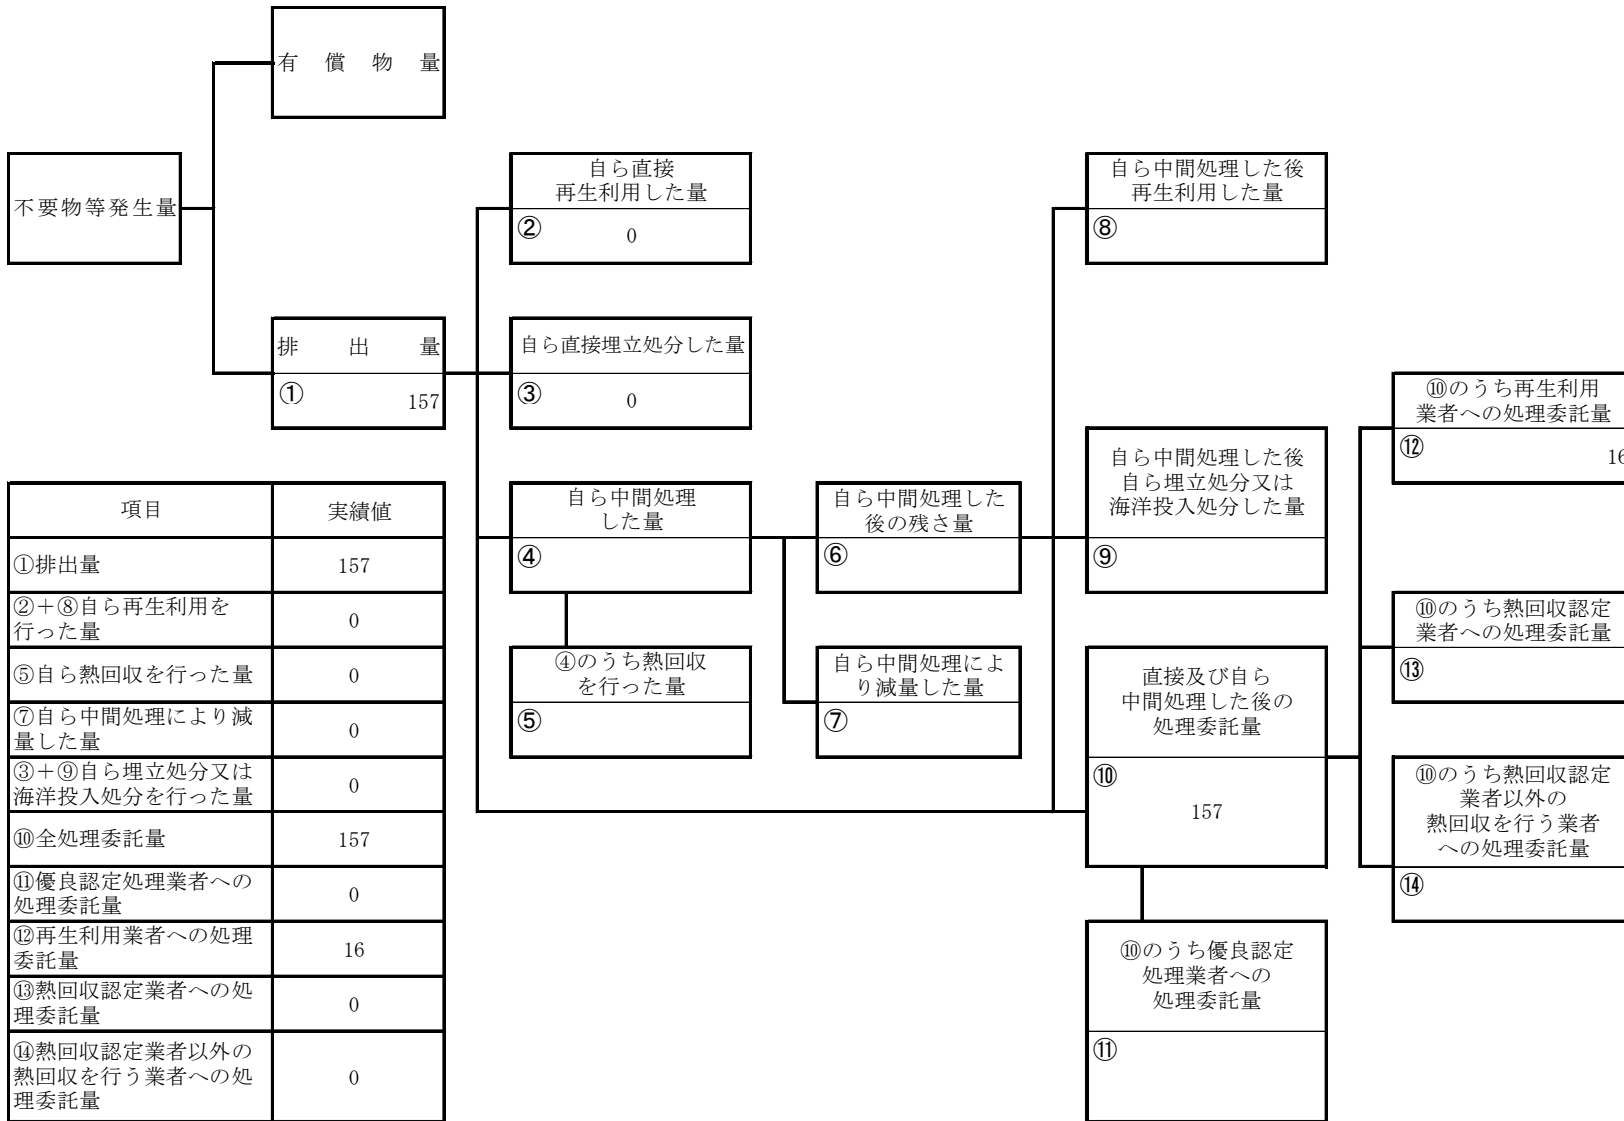 有償物量
不要物等発生量
自ら直接
再生利用した量
②
0
自ら中間処理した後
再生利用した量
⑧
排出量
①
157
自ら直接埋立処分した量
③
0
⑩のうち再生利用
業者への処理委託量
⑫
16
自ら中間処理した後
自ら埋立処分又は
海洋投入処分した量
⑨
自ら中間処理
した量
④
自ら中間処理した
後の残さ量
⑥
④のうち熱回収
を行った量
⑤
自ら中間処理によ
り減量した量
⑦
直接及び自ら
中間処理した後の
処理委託量
⑩
157
⑩のうち熱回収認定
業者への処理委託量
⑬
⑩のうち熱回収認定
業者以外の
熱回収を行う業者
への処理委託量
⑭
⑩のうち優良認定
処理業者への
処理委託量
⑪
項目 実績値
①排出量 157
②＋⑧自ら再生利用を
行った量 0
⑤自ら熱回収を行った量 0
⑦自ら中間処理により減
量した量 0
③＋⑨自ら埋立処分又は
海洋投入処分を行った量 0
⑩全処理委託量 157
⑪優良認定処理業者への
処理委託量 0
⑫再生利用業者への処理
委託量 16
⑬熱回収認定業者への処
理委託量 0
⑭熱回収認定業者以外の
熱回収を行う業者への処
理委託量 0